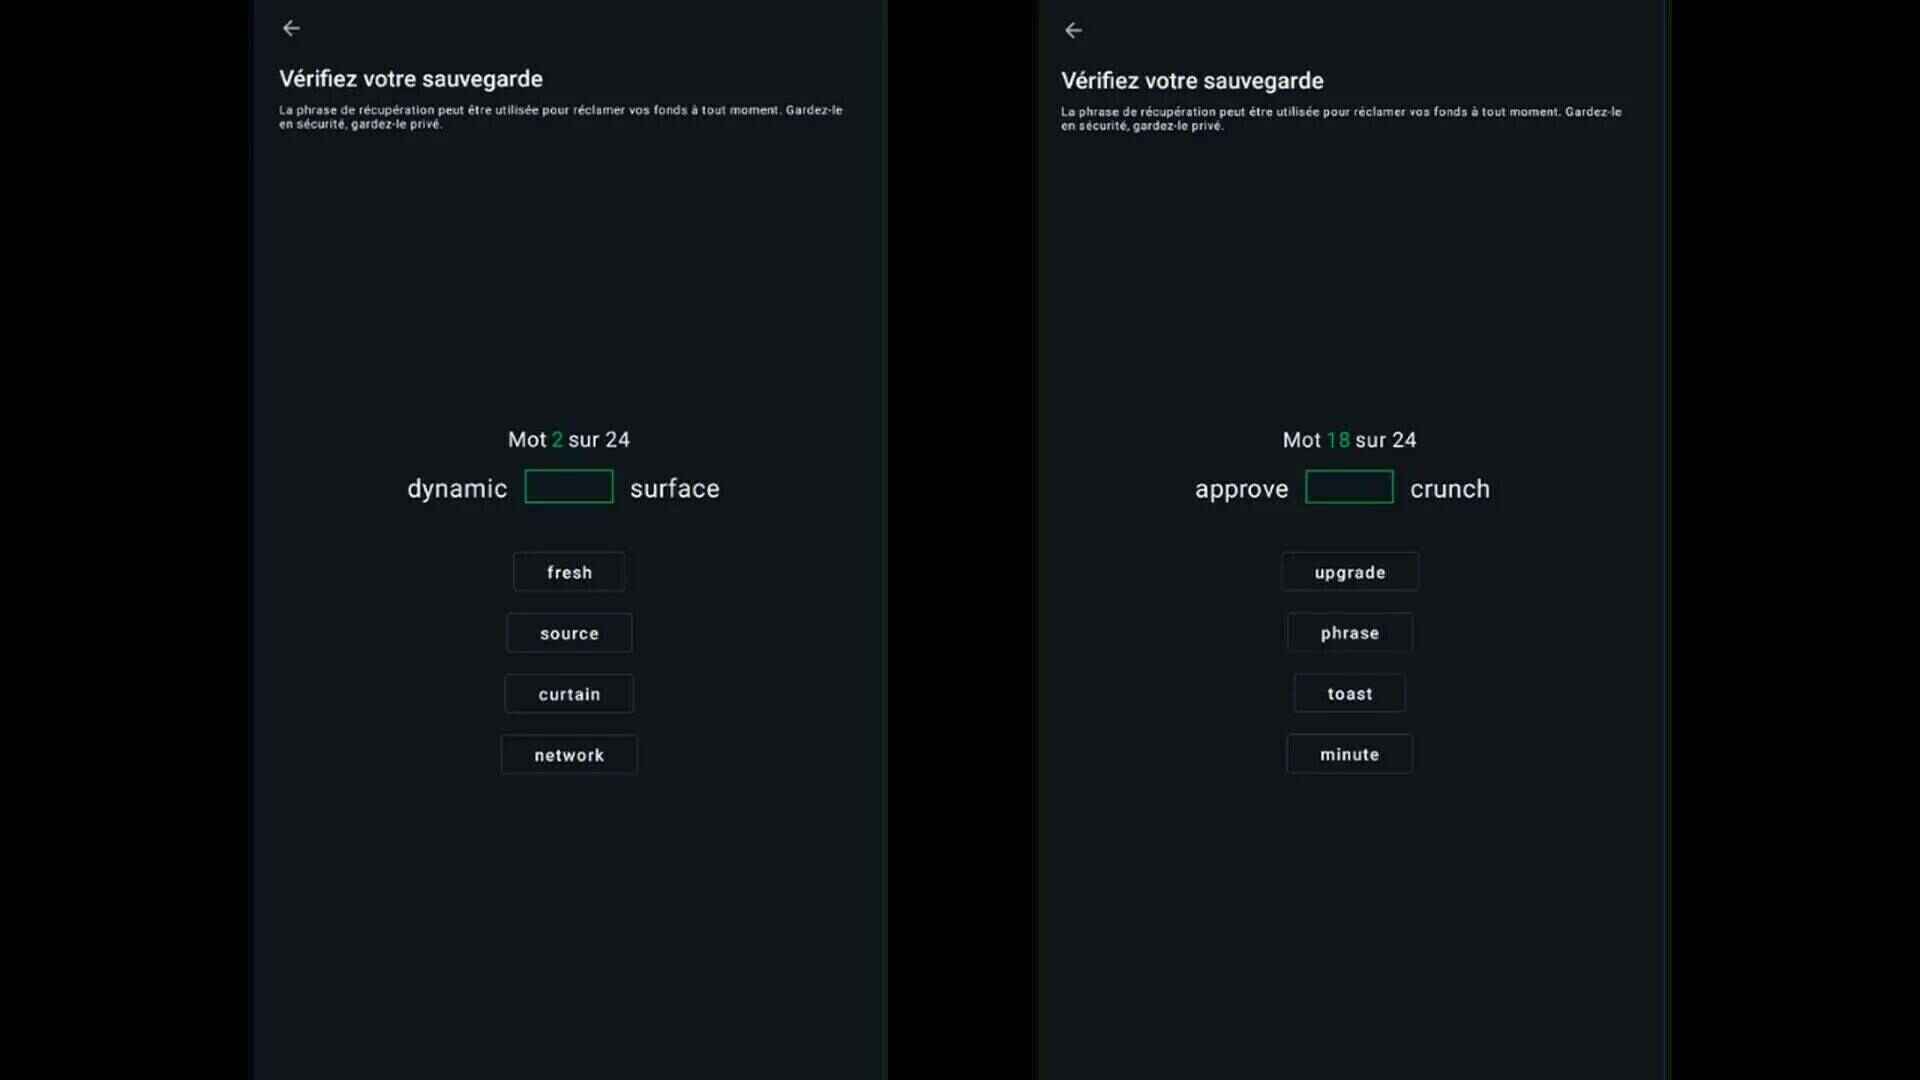 Vérifiez votre sauvegarde
La phrase de récupération peut être utilisée pour réclamer vos fonds à tout moment. Gardez-le
en sécurité, gardez-le privé.
Mot 2 sur 24
dynamic surface
fresh
source
curtain
network
Vérifiez votre sauvegarde
La phrase de récupération peut être utilisée pour réclamer vos fonds à tout moment. Gardez-le
en sécurité, gardez-le privé.
Mot 18 sur 24
approve crunch
upgrade
phrase
toast
minute